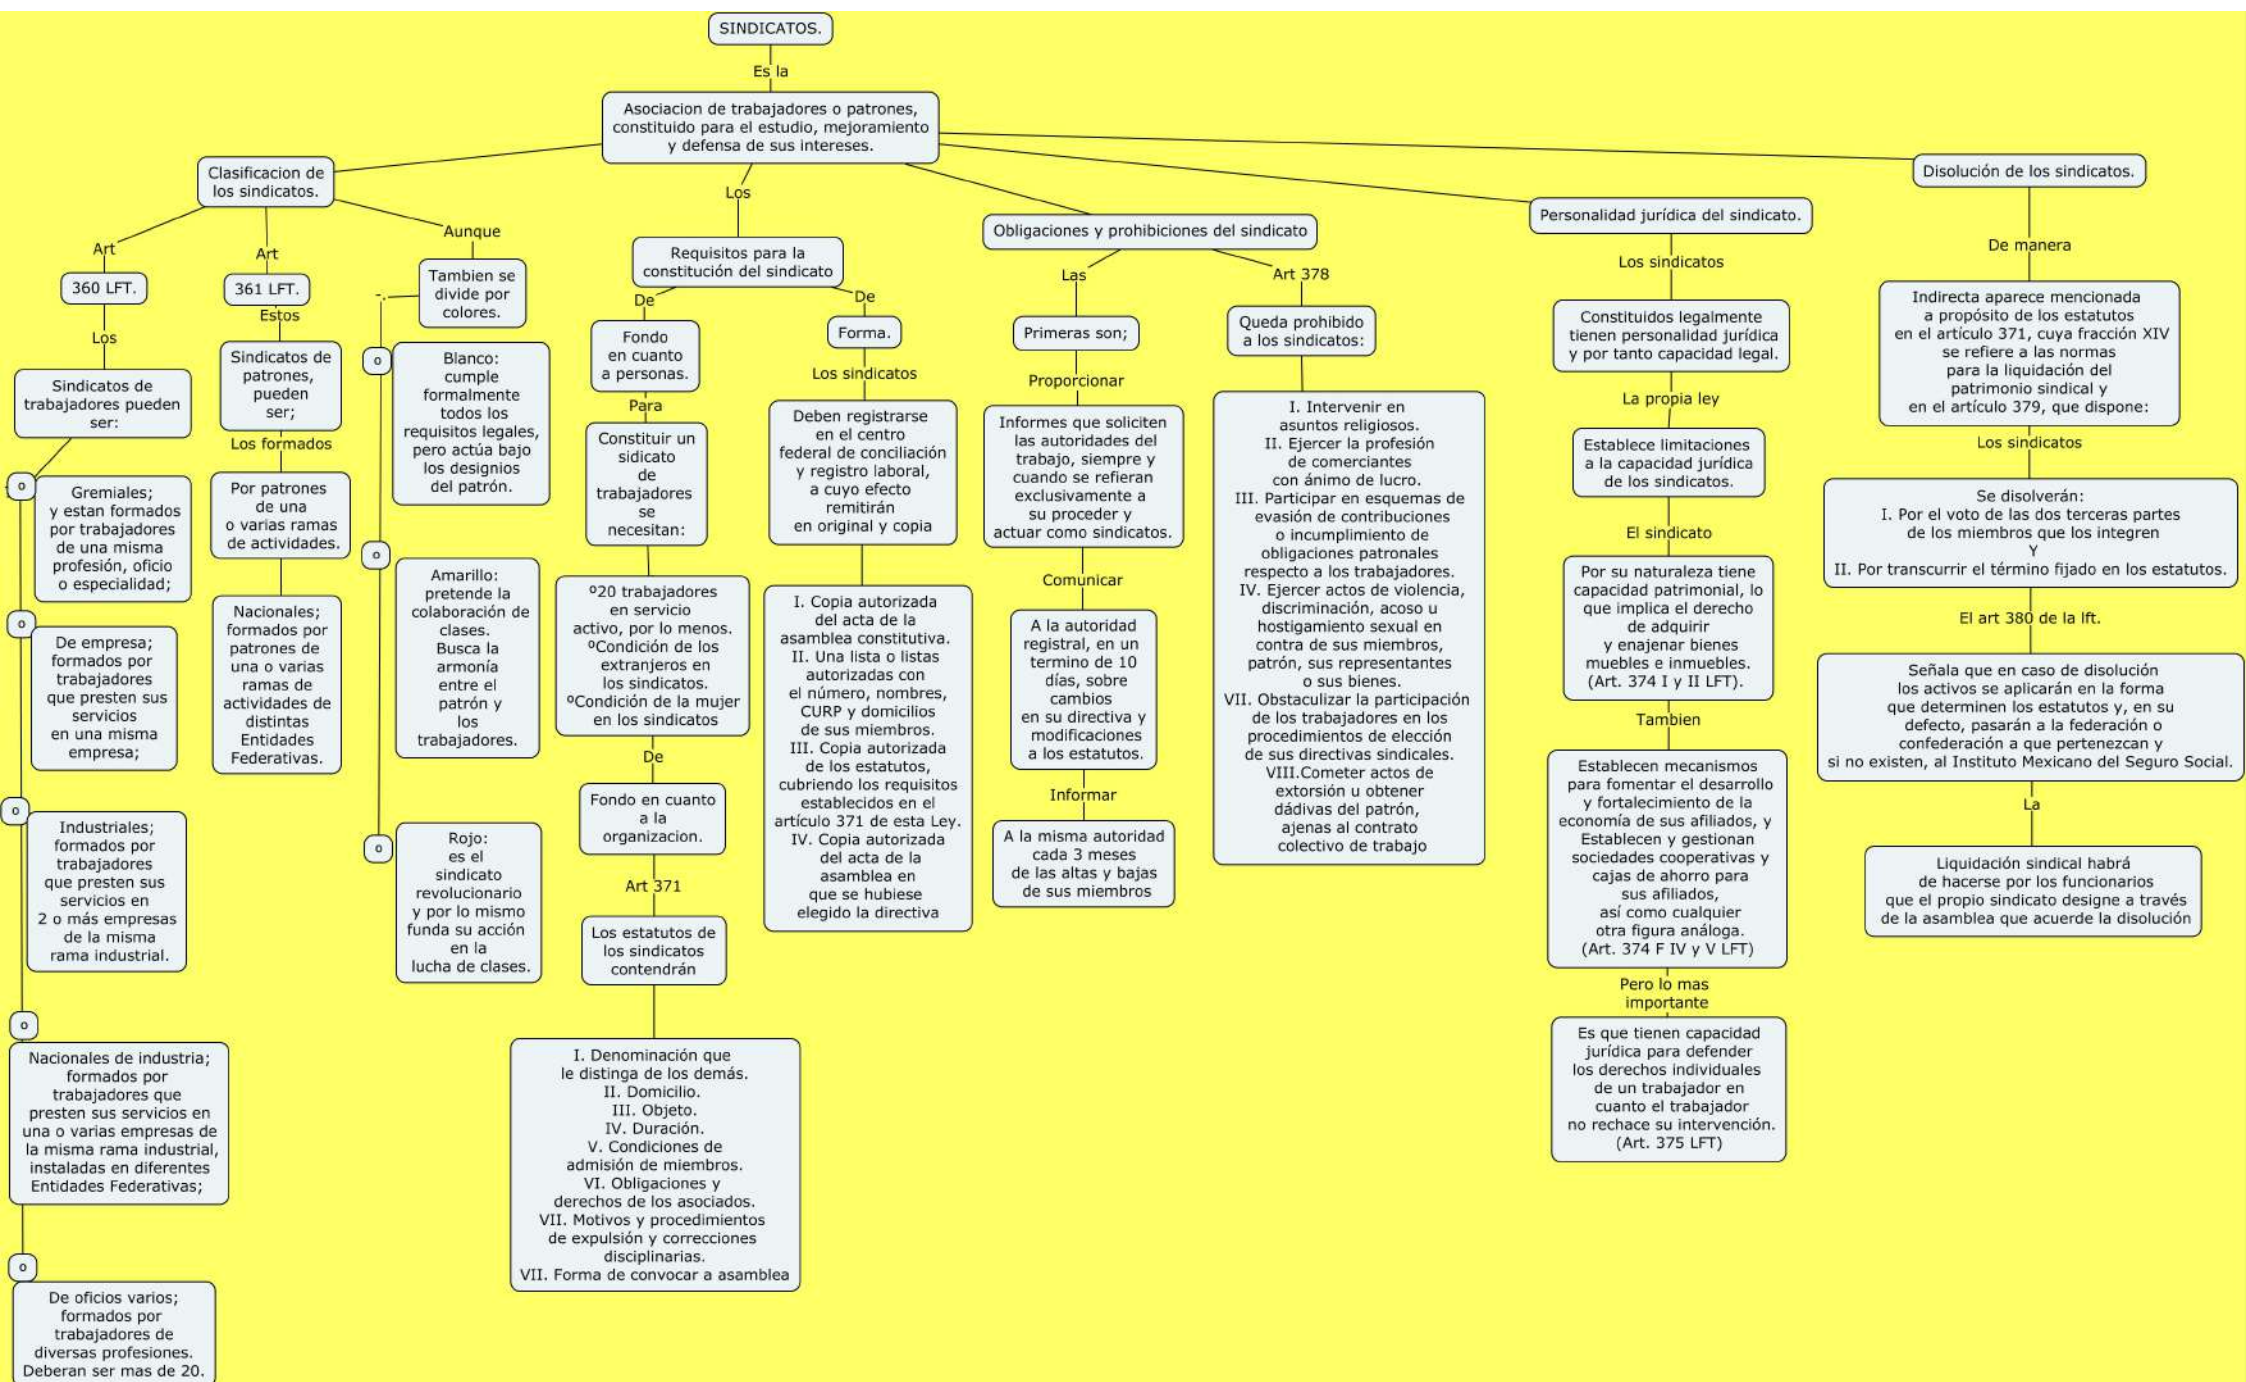 SINDICATOS.
Es la
Asociacion de trabajadores o patrones,
constituido para el estudio, mejoramiento
y defensa de sus intereses.
Clasificacion de
los sindicatos.
Art
360 LFT.
Los
Sindicatos de
trabajadores pueden
ser:
o
Gremiales;
y estan formados
por trabajadores
de una misma
profesión, oficio
o especialidad;
o
De empresa;
formados por
trabajadores
que presten sus
servicios
en una misma
empresa;
o
Industriales;
formados por
trabajadores
que presten sus
servicios en
2 o más empresas
de la misma
rama industrial.
o
Nacionales de industria;
formados por
trabajadores que
presten sus servicios en
una o varias empresas de
la misma rama industrial,
instaladas en diferentes
Entidades Federativas;
o
De oficios varios;
formados por
trabajadores de
diversas profesiones.
Deberan ser mas de 20.
Art
361 LFT.
Estos
Sindicatos de
patrones,
pueden
ser;
Los formados
Por patrones
de una
o varias ramas
de actividades.
Nacionales;
formados por
patrones de
una o varias
ramas de
actividades de
distintas
Entidades
Federativas.
Aunque
Tambien se
divide por
colores.
-.
o
Blanco:
cumple
formalmente
todos los
requisitos legales,
pero actúa bajo
los designios
del patrón.
o
Amarillo:
pretende la
colaboración de
clases.
Busca la
armonía
entre el
patrón y
los
trabajadores.
o
Rojo:
es el
sindicato
revolucionario
y por lo mismo
funda su acción
en la
lucha de clases.
Los
Requisitos para la
constitución del sindicato
De
Fondo
en cuanto
a personas.
Para
Constituir un
sidicato
de
trabajadores
se
necesitan:
º20 trabajadores
en servicio
activo, por lo menos.
ºCondición de los
extranjeros en
los sindicatos.
ºCondición de la mujer
en los sindicatos
De
Fondo en cuanto
a la
organizacion.
Art 371
Los estatutos de
los sindicatos
contendrán
I. Denominación que
le distinga de los demás.
II. Domicilio.
III. Objeto.
IV. Duración.
V. Condiciones de
admisión de miembros.
VI. Obligaciones y
derechos de los asociados.
VII. Motivos y procedimientos
de expulsión y correcciones
disciplinarias.
VII. Forma de convocar a asamblea
De
Forma.
Los sindicatos
Deben registrarse
en el centro
federal de conciliación
y registro laboral,
a cuyo efecto
remitirán
en original y copia
I. Copia autorizada
del acta de la
asamblea constitutiva.
II. Una lista o listas
autorizadas con
el número, nombres,
CURP y domicilios
de sus miembros.
III. Copia autorizada
de los estatutos,
cubriendo los requisitos
establecidos en el
artículo 371 de esta Ley.
IV. Copia autorizada
del acta de la
asamblea en
que se hubiese
elegido la directiva
Obligaciones y prohibiciones del sindicato
Las
Primeras son;
Proporcionar
Informes que soliciten
las autoridades del
trabajo, siempre y
cuando se refieran
exclusivamente a
su proceder y
actuar como sindicatos.
Comunicar
A la autoridad
registral, en un
termino de 10
días, sobre
cambios
en su directiva y
modificaciones
a los estatutos.
Informar
A la misma autoridad
cada 3 meses
de las altas y bajas
de sus miembros
Art 378
Queda prohibido
a los sindicatos:
I. Intervenir en
asuntos religiosos.
II. Ejercer la profesión
de comerciantes
con ánimo de lucro.
III. Participar en esquemas de
evasión de contribuciones
o incumplimiento de
obligaciones patronales
respecto a los trabajadores.
IV. Ejercer actos de violencia,
discriminación, acoso u
hostigamiento sexual en
contra de sus miembros,
patrón, sus representantes
o sus bienes.
VII. Obstaculizar la participación
de los trabajadores en los
procedimientos de elección
de sus directivas sindicales.
VIII.Cometer actos de
extorsión u obtener
dádivas del patrón,
ajenas al contrato
colectivo de trabajo
Personalidad jurídica del sindicato.
Los sindicatos
Constituidos legalmente
tienen personalidad jurídica
y por tanto capacidad legal.
La propia ley
Establece limitaciones
a la capacidad jurídica
de los sindicatos.
El sindicato
Por su naturaleza tiene
capacidad patrimonial, lo
que implica el derecho
de adquirir
y enajenar bienes
muebles e inmuebles.
(Art. 374 I y II LFT).
Tambien
Establecen mecanismos
para fomentar el desarrollo
y fortalecimiento de la
economía de sus afiliados, y
Establecen y gestionan
sociedades cooperativas y
cajas de ahorro para
sus afiliados,
así como cualquier
otra figura análoga.
(Art. 374 F IV y V LFT)
Pero lo mas
importante
Es que tienen capacidad
jurídica para defender
los derechos individuales
de un trabajador en
cuanto el trabajador
no rechace su intervención.
(Art. 375 LFT)
Disolución de los sindicatos.
De manera
Indirecta aparece mencionada
a propósito de los estatutos
en el artículo 371, cuya fracción XIV
se refiere a las normas
para la liquidación del
patrimonio sindical y
en el artículo 379, que dispone:
Los sindicatos
Se disolverán:
I. Por el voto de las dos terceras partes
de los miembros que los integren
Y
II. Por transcurrir el término fijado en los estatutos.
El art 380 de la lft.
Señala que en caso de disolución
los activos se aplicarán en la forma
que determinen los estatutos y, en su
defecto, pasarán a la federación o
confederación a que pertenezcan y
si no existen, al Instituto Mexicano del Seguro Social.
La
Liquidación sindical habrá
de hacerse por los funcionarios
que el propio sindicato designe a través
de la asamblea que acuerde la disolución